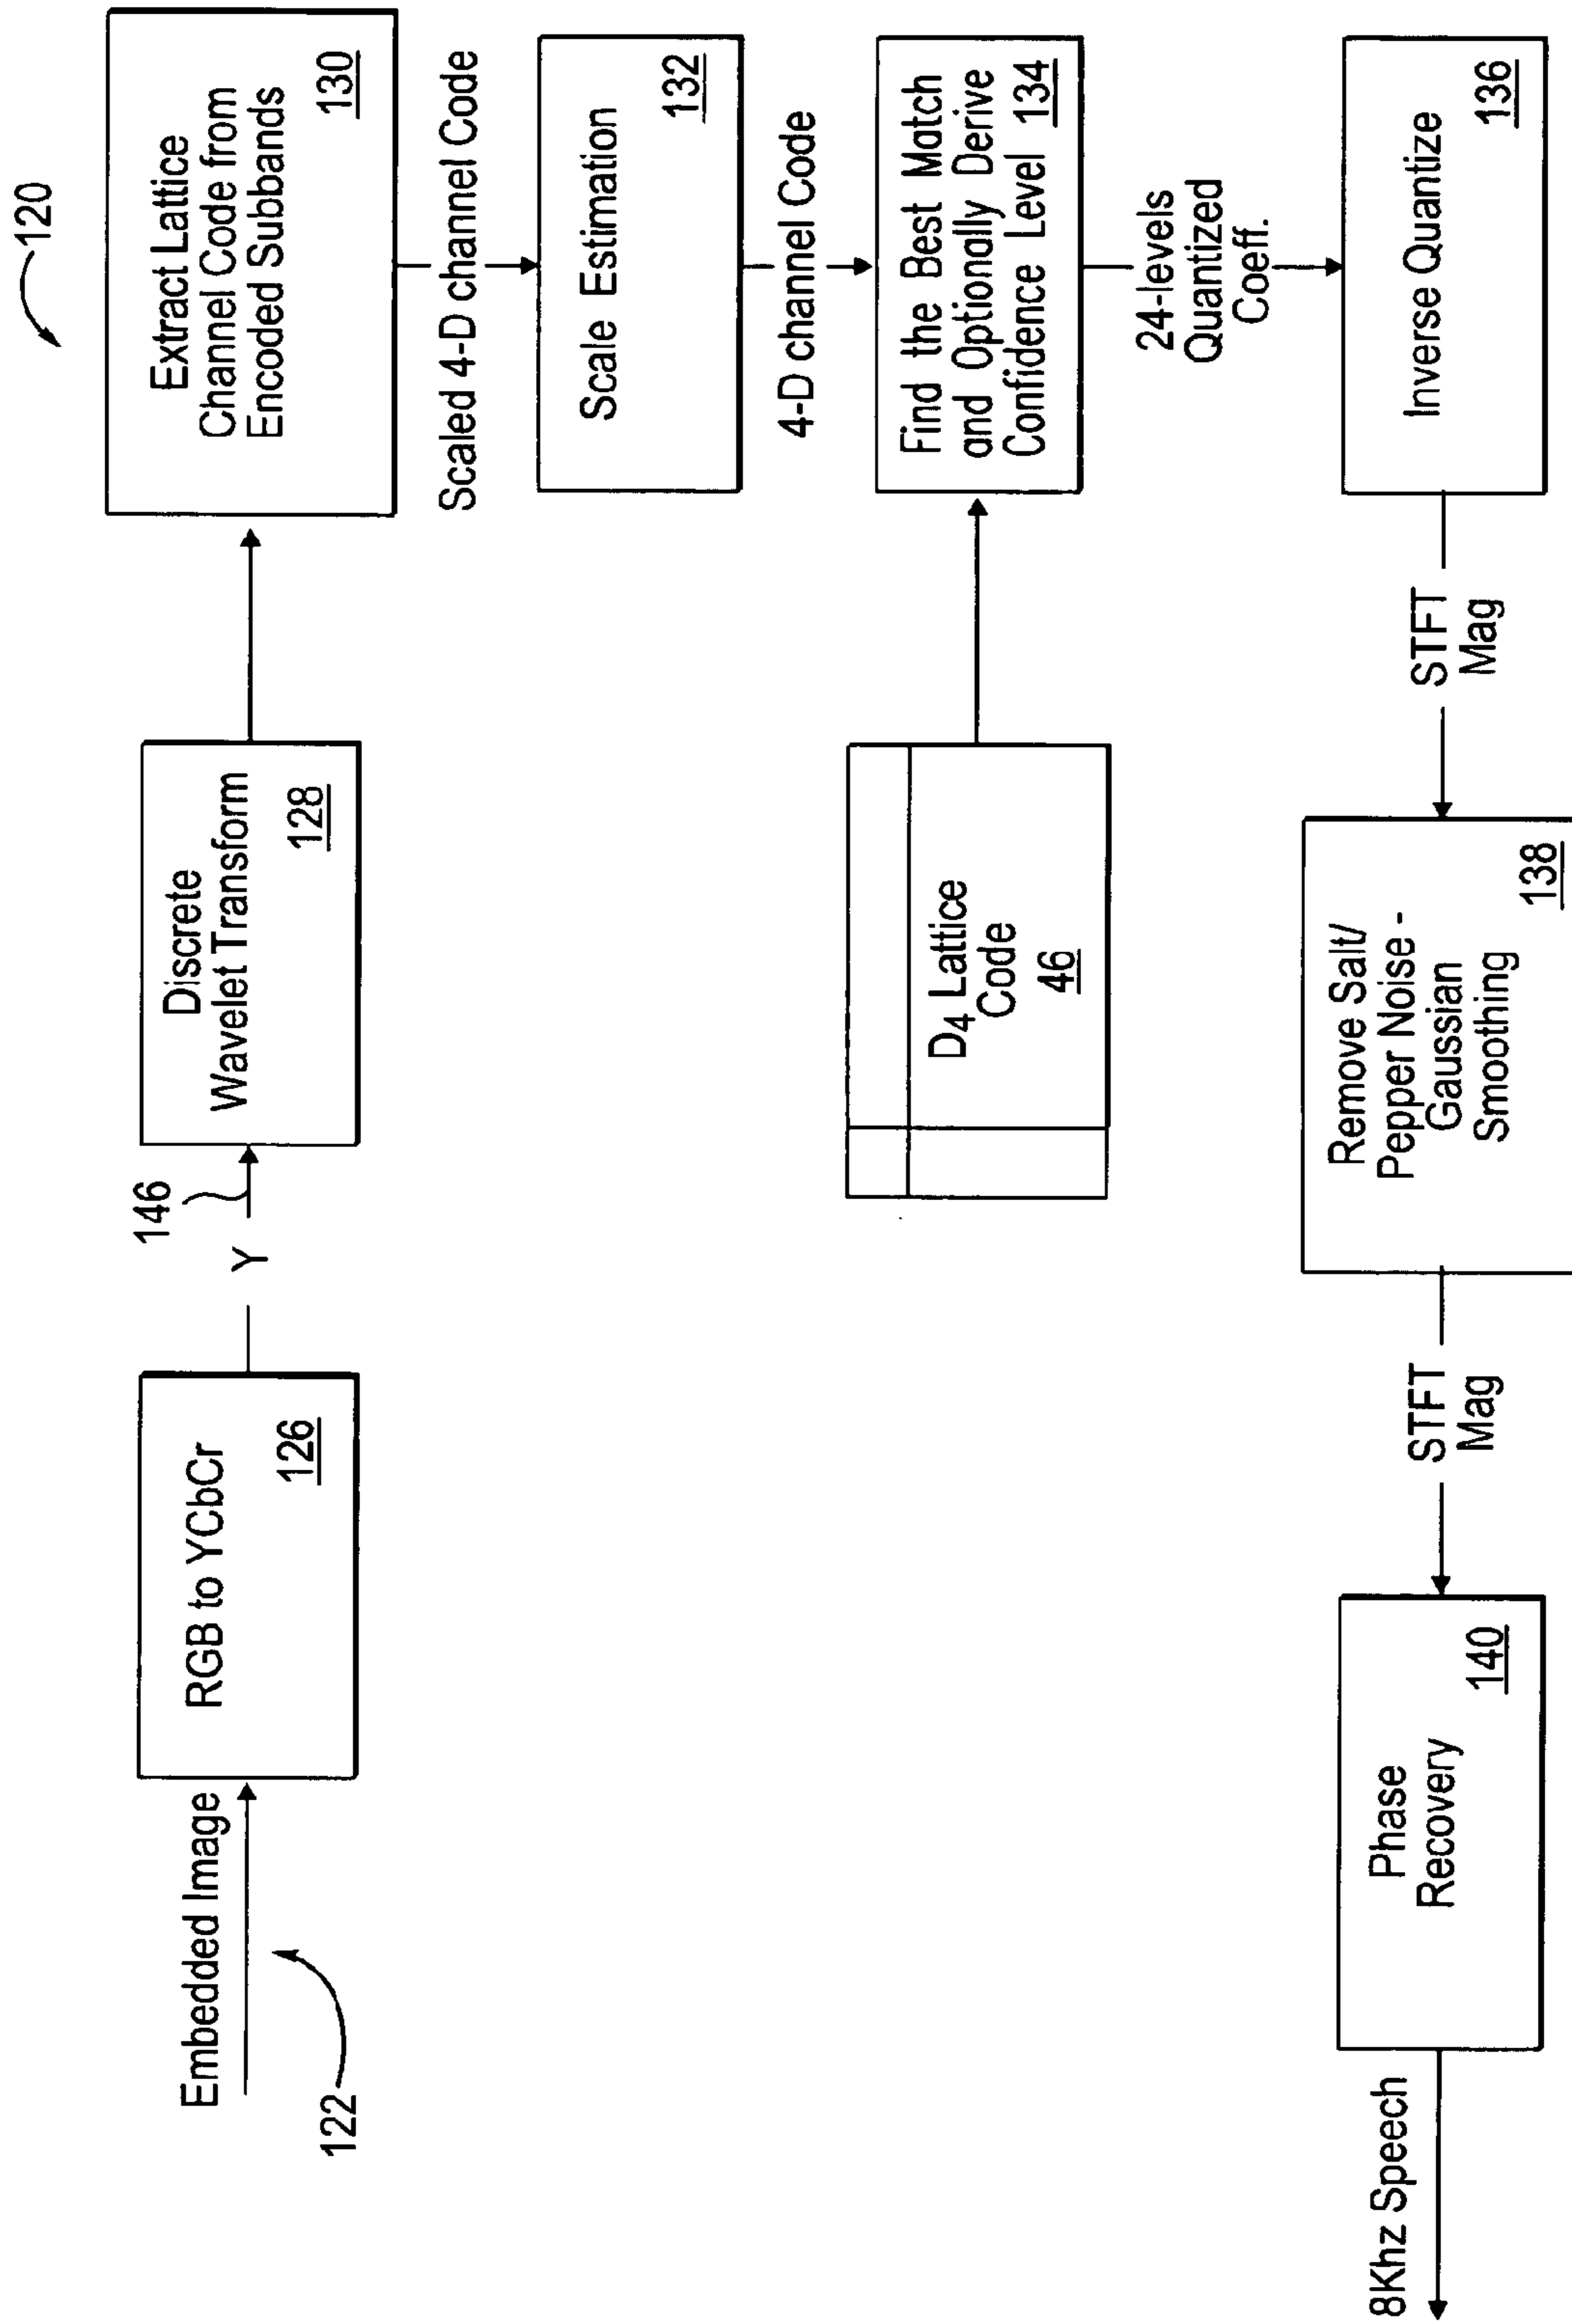 120
Embedded Image
122
RGB to YCbCr
126
Y
146
Discrete
Wavelet Transform
128
Extract Lattice
Channel Code from
Encoded Subbands
130
Scaled 4-D channel Code
Scale Estimation
132
4-D channel Code
D4 Lattice
Code
46
Find the Best Match
and Optionally Derive
Confidence Level 134
24-levels
Quantized
Coeff.
Inverse Quantize
136
STFT
Mag
Remove Salt/
Pepper Noise -
Gaussian
Smoothing
138
STFT
Mag
Phase
Recovery
140
8Khz Speech